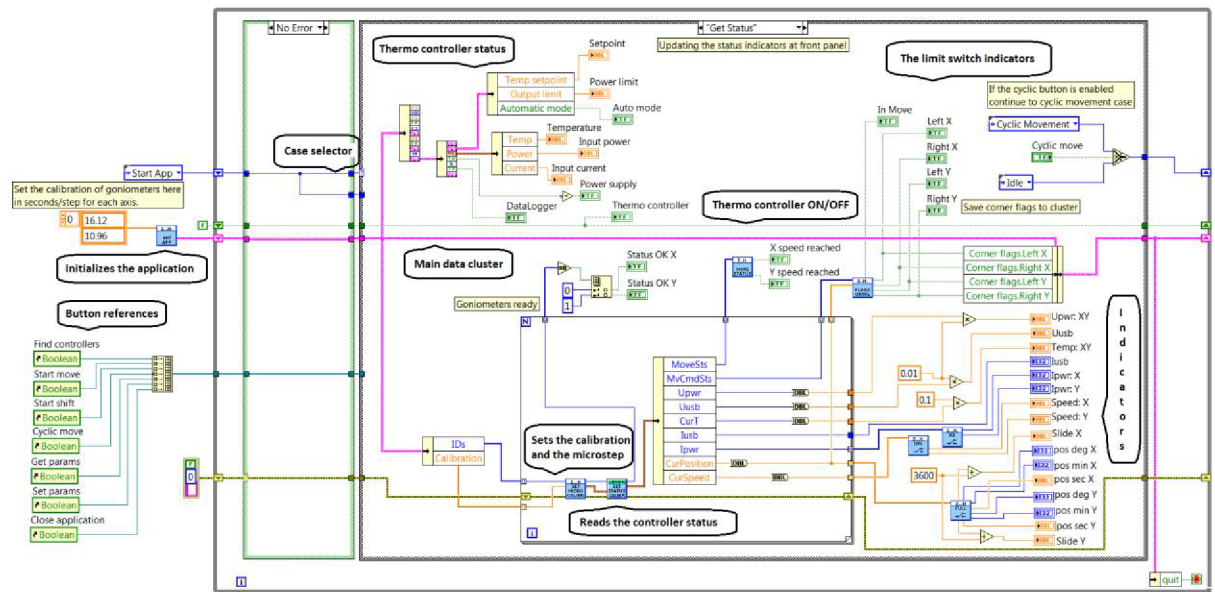 No Error
"Get Status"
Thermo controller status
Updating the status indicators at front panel
The limit switch indicators
Setpoint
Temp setpoint
Output limit
Automatic mode
Power limit
Auto mode
If the cyclic button is enabled
continue to cyclic movement case
In Move
Left X
Right X
Left Y
Right Y
Cyclic Movement
Cyclic move
Idle
Save corner flags to cluster
Temp
Power
Current
Temperature
Input power
Input current
Power supply
DataLogger
Thermo controller
Thermo controller ON/OFF
Case selector
Start App
Set the calibration of goniometers here
in seconds/step for each axis.
0
16.12
10.96
Initializes the application
Main data cluster
Status OK X
Status OK Y
0
1
Goniometers ready
X speed reached
Y speed reached
Corner flags.Left X
Corner flags.Right X
Corner flags.Left Y
Corner flags.Right Y
Button references
Find controllers
Boolean
Start move
Boolean
Start shift
Boolean
Cyclic move
Boolean
Get params
Boolean
Set params
Boolean
Close application
Boolean
0
N
MoveSts
MvCmdSts
Upwr
Uusb
CurT
Iusb
Ipwr
CurPosition
CurSpeed
DBL
DBL
DBL
DBL
DBL
IDs
Calibration
Sets the calibration
and the microstep
Reads the controller status
i
0.01
0.1
3600
Upwr: XY
Uusb
Temp: XY
Iusb
Ipwr: X
Ipwr: Y
Speed: X
Speed: Y
Slide X
pos deg X
pos min X
pos sec X
pos deg Y
pos min Y
pos sec Y
Slide Y
Indicators
i
quit